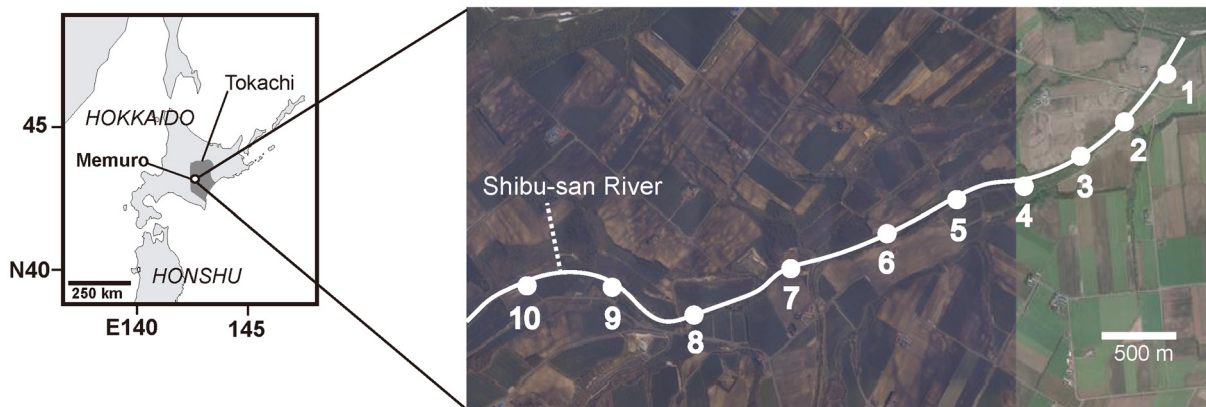 Tokachi
45
HOKKAIDO
Memuro
N40
HONSHU
250 km
E140
145
Shibu-san River
1
2
3
4
5
6
7
8
9
10
500 m